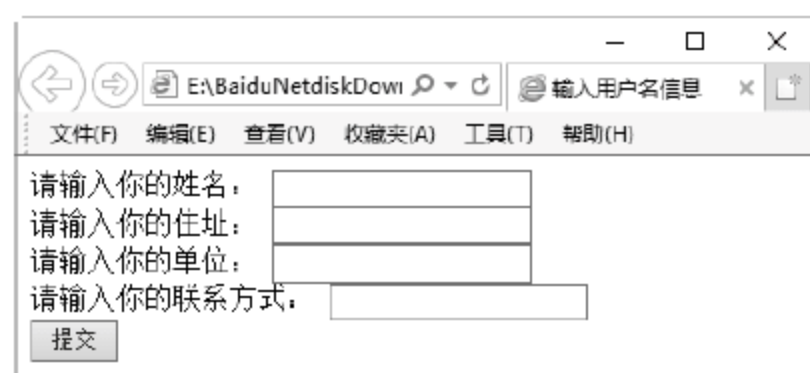 E:\BaiduNetdiskDowr 输入用户名信息
文件(F) 编辑(E) 查看(V) 收藏夹(A) 工具(T) 帮助(H)
请输入你的姓名：
请输入你的住址：
请输入你的单位：
请输入你的联系方式：
提交